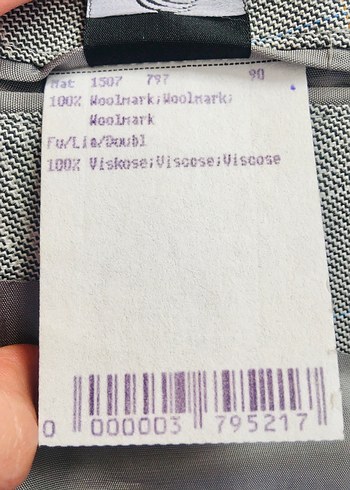 Mat 1507 797 90
100% Woolmark;Woolmark;
Woolmark
Fu/Lin/Doubl
100% Viskose;Viscose;Viscose
0 000003 795217